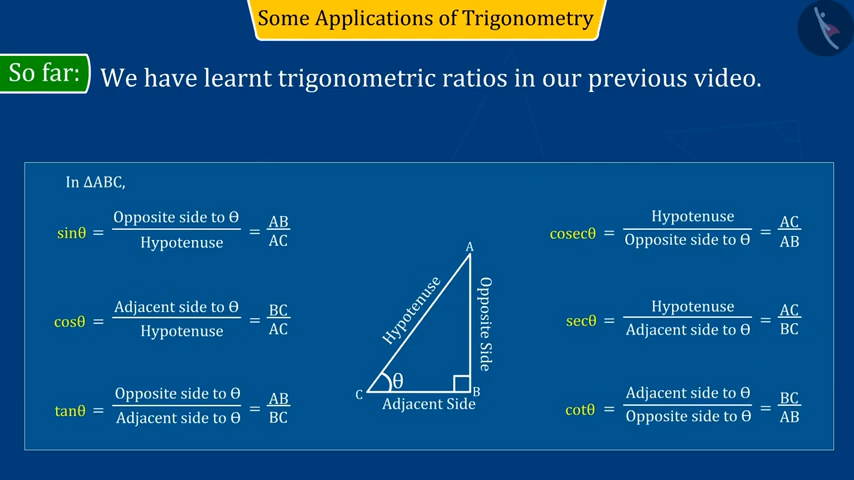 Some Applications of Trigonometry
So far: We have learnt trigonometric ratios in our previous video.
In ΔABC,
sinθ = Opposite side to θ / Hypotenuse = AB / AC
cosθ = Adjacent side to θ / Hypotenuse = BC / AC
tanθ = Opposite side to θ / Adjacent side to θ = AB / BC
A
Hypotenuse
Opposite Side
θ
C
B
Adjacent Side
cosecθ = Hypotenuse / Opposite side to θ = AC / AB
secθ = Hypotenuse / Adjacent side to θ = AC / BC
cotθ = Adjacent side to θ / Opposite side to θ = BC / AB